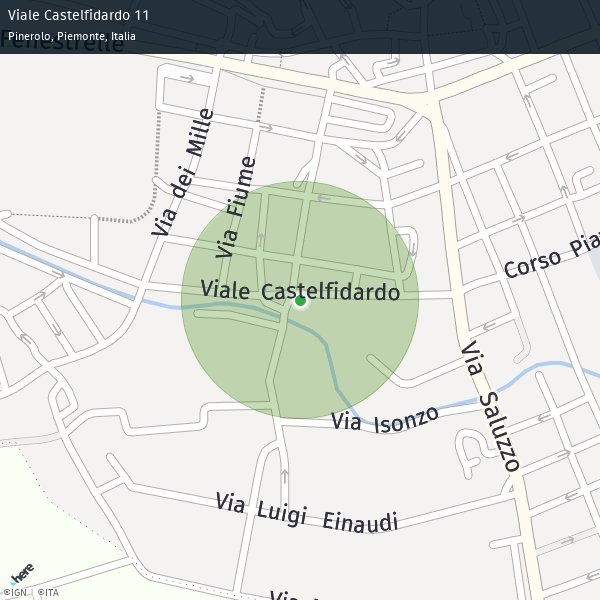 Viale Castelfidardo 11
Pinerolo, Piemonte, Italia
Fenestrelle
Via dei Mille
Via Fiume
Corso Pia
Viale Castelfidardo
Via Saluzzo
Via Isonzo
Via Luigi Einaudi
Via
here
©IGN | ©ITA